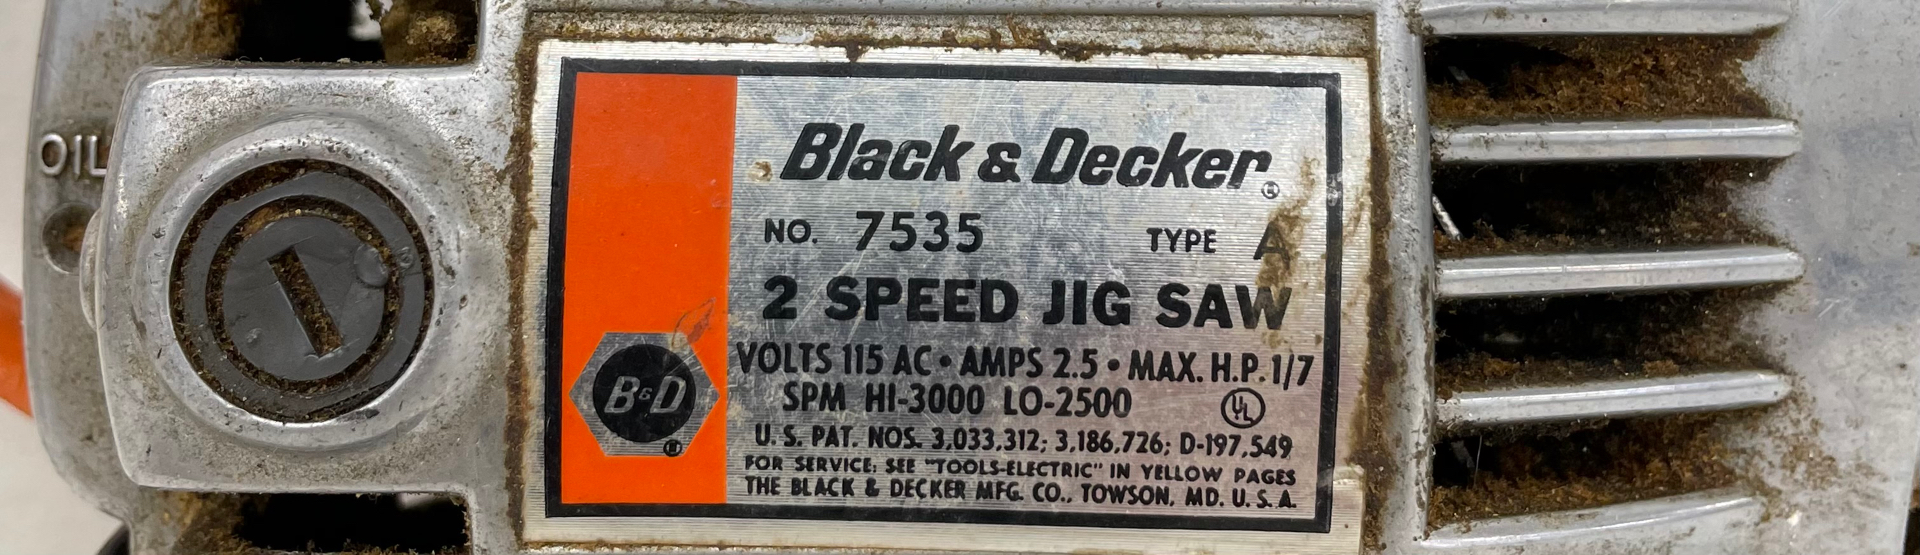 OIL
Black & Decker®
NO. 7535 TYPE A
2 SPEED JIG SAW
VOLTS 115 AC • AMPS 2.5 • MAX. H.P. 1/7
SPM HI-3000 LO-2500 UL
B&D®
U.S. PAT. NOS. 3,033,312; 3,186,726; D-197,549
FOR SERVICE: SEE "TOOLS-ELECTRIC" IN YELLOW PAGES
THE BLACK & DECKER MFG. CO., TOWSON, MD. U.S.A.